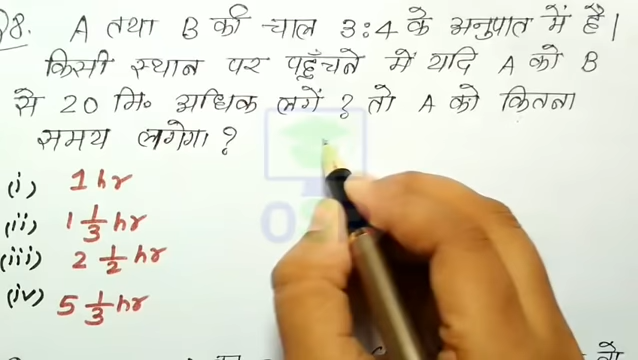 Q8. A तथा B की चाल 3:4 के अनुपात में है|
किसी स्थान पर पहुँचने में यदि A को B
से 20 मि० अधिक लगें ? तो A को कितना
समय लगेगा ?
(i) 1 hr
(ii) 1 1/3 hr
(iii) 2 1/2 hr
(iv) 5 1/3 hr